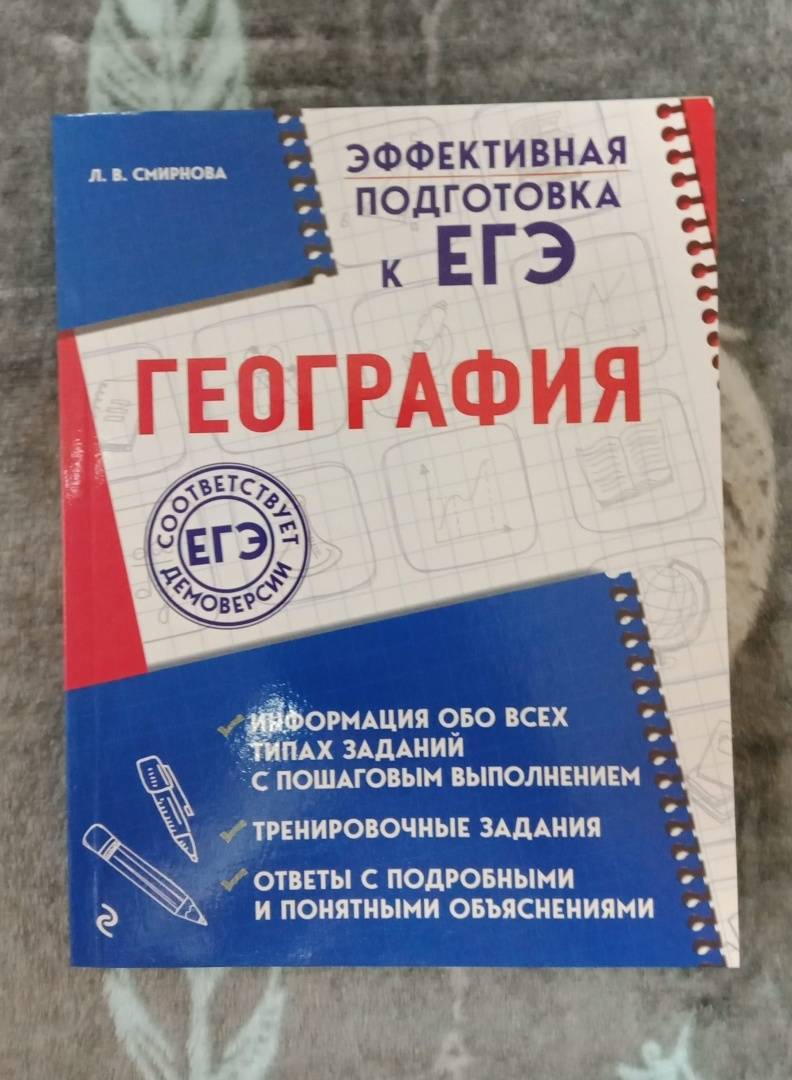 Л. В. СМИРНОВА
ЭФФЕКТИВНАЯ
ПОДГОТОВКА
К ЕГЭ
ГЕОГРАФИЯ
СООТВЕТСТВУЕТ
ЕГЭ
ДЕМОВЕРСИИ
ИНФОРМАЦИЯ ОБО ВСЕХ
ТИПАХ ЗАДАНИЙ
С ПОШАГОВЫМ ВЫПОЛНЕНИЕМ
ТРЕНИРОВОЧНЫЕ ЗАДАНИЯ
ОТВЕТЫ С ПОДРОБНЫМИ
И ПОНЯТНЫМИ ОБЪЯСНЕНИЯМИ